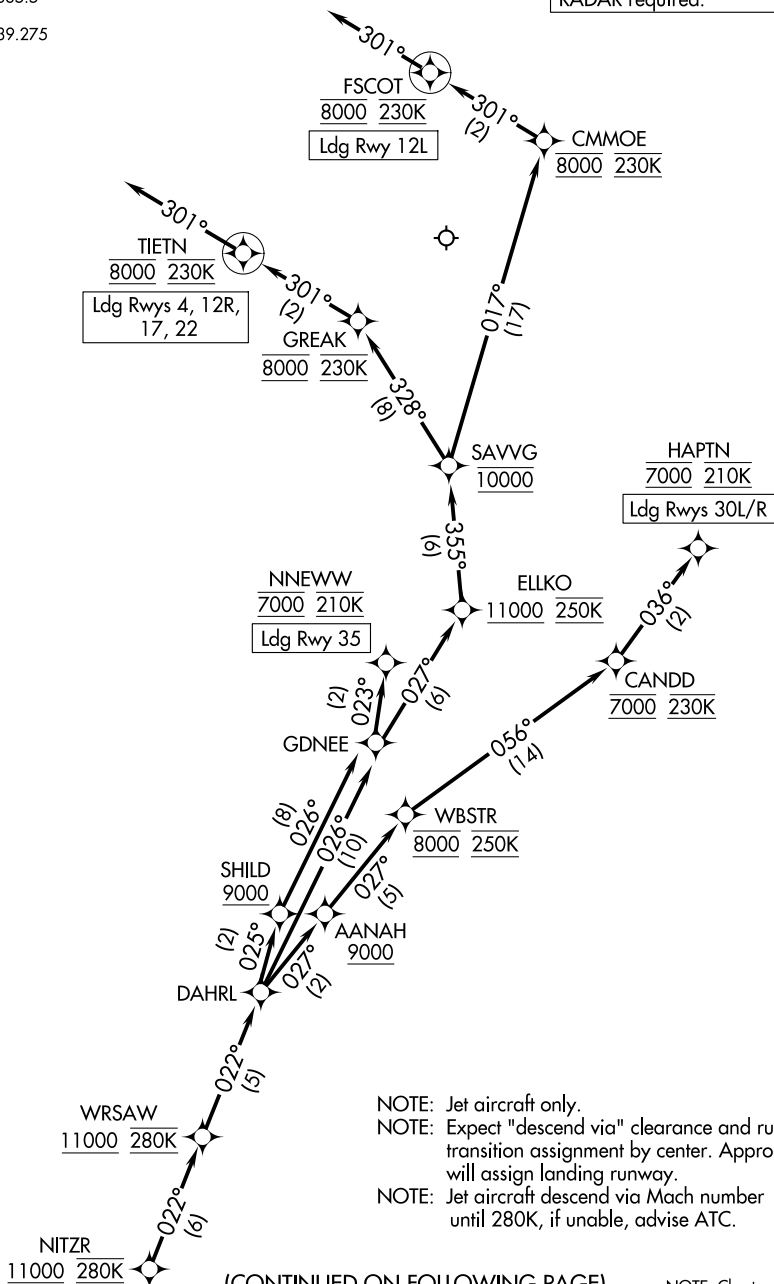 39.275
RADAR required.
301°
FSCOT
8000 230K
Ldg Rwy 12L
301°
(2)
CMMOE
8000 230K
301°
TIETN
8000 230K
Ldg Rwys 4, 12R,
17, 22
301°
(2)
GREAK
8000 230K
017°
(17)
328°
(8)
SAVVG
10000
HAPTN
7000 210K
Ldg Rwys 30L/R
355°
(6)
NNEWW
7000 210K
Ldg Rwy 35
ELLKO
11000 250K
036°
(2)
023°
(2)
027°
(6)
CANDD
7000 230K
GDNEE
056°
(14)
026°
(8)
026°
(10)
WBSTR
8000 250K
SHILD
9000
027°
(5)
AANAH
9000
025°
(2)
027°
(2)
DAHRL
022°
(5)
WRSAW
11000 280K
022°
(6)
NITZR
11000 280K
NOTE: Jet aircraft only.
NOTE: Expect "descend via" clearance and ru
transition assignment by center. Appro
will assign landing runway.
NOTE: Jet aircraft descend via Mach number
until 280K, if unable, advise ATC.
(CONTINUED ON FOLLOWING PAGE)